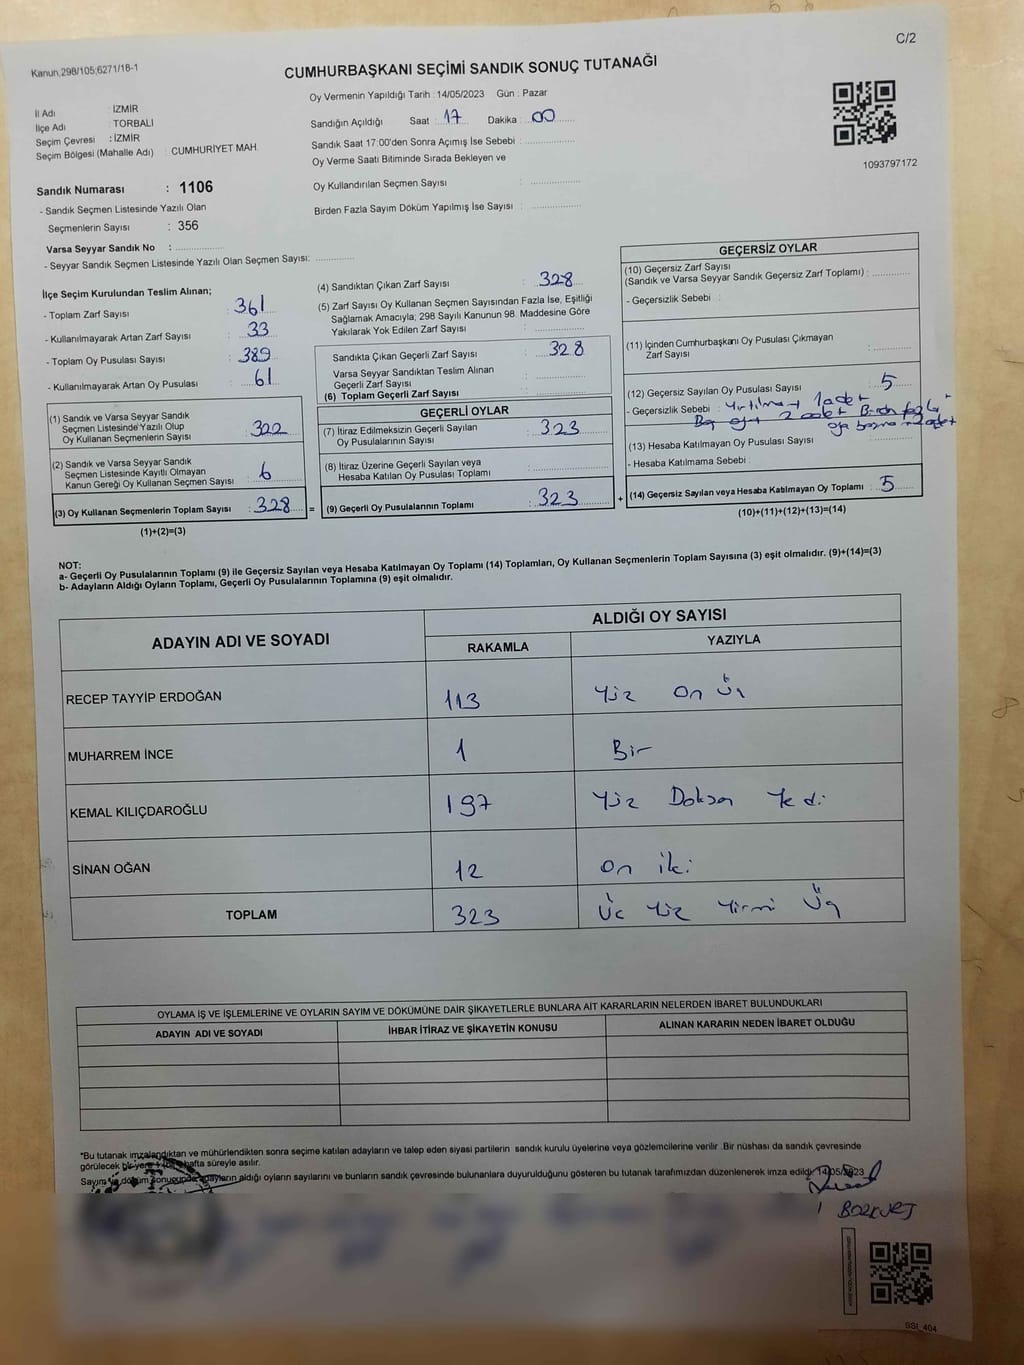 C/2
Kanun,298/105;6271/18-1
CUMHURBAŞKANI SEÇİMİ SANDIK SONUÇ TUTANAĞI
Oy Vermenin Yapıldığı Tarih : 14/05/2023 Gün : Pazar
İl Adı : İZMİR
İlçe Adı : TORBALI
Seçim Çevresi : İZMİR
Seçim Bölgesi (Mahalle Adı) : CUMHURİYET MAH.
Sandığın Açıldığı Saat : 17 Dakika : 00
Sandık Saat 17:00'den Sonra Açımış İse Sebebi :
Oy Verme Saati Bitiminde Sırada Bekleyen ve
Oy Kullandırılan Seçmen Sayısı :
Birden Fazla Sayım Döküm Yapılmış İse Sayısı :
1093797172
Sandık Numarası : 1106
- Sandık Seçmen Listesinde Yazılı Olan
Seçmenlerin Sayısı : 356
Varsa Seyyar Sandık No :
- Seyyar Sandık Seçmen Listesinde Yazılı Olan Seçmen Sayısı:
İlçe Seçim Kurulundan Teslim Alınan;
- Toplam Zarf Sayısı : 361
- Kullanılmayarak Artan Zarf Sayısı : 33
- Toplam Oy Pusulası Sayısı : 389
- Kullanılmayarak Artan Oy Pusulası : 61
(1) Sandık ve Varsa Seyyar Sandık
Seçmen Listesinde Yazılı Olup
Oy Kullanan Seçmenlerin Sayısı : 322
(2) Sandık ve Varsa Seyyar Sandık
Seçmen Listesinde Kayıtlı Olmayan
Kanun Gereği Oy Kullanan Seçmen Sayısı : 6
(3) Oy Kullanan Seçmenlerin Toplam Sayısı : 328 =
(1)+(2)=(3)
(4) Sandıktan Çıkan Zarf Sayısı : 328
(5) Zarf Sayısı Oy Kullanan Seçmen Sayısından Fazla İse, Eşitliği
Sağlamak Amacıyla; 298 Sayılı Kanunun 98. Maddesine Göre
Yakılarak Yok Edilen Zarf Sayısı :
Sandıkta Çıkan Geçerli Zarf Sayısı : 328
Varsa Seyyar Sandıktan Teslim Alınan
Geçerli Zarf Sayısı :
(6) Toplam Geçerli Zarf Sayısı :
GEÇERLİ OYLAR
(7) İtiraz Edilmeksizin Geçerli Sayılan
Oy Pusulalarının Sayısı : 323
(8) İtiraz Üzerine Geçerli Sayılan veya
Hesaba Katılan Oy Pusulası Toplamı :
(9) Geçerli Oy Pusulalarının Toplamı : 323 +
GEÇERSİZ OYLAR
(10) Geçersiz Zarf Sayısı
(Sandık ve Varsa Seyyar Sandık Geçersiz Zarf Toplamı) :
- Geçersizlik Sebebi :
(11) İçinden Cumhurbaşkanı Oy Pusulası Çıkmayan
Zarf Sayısı :
(12) Geçersiz Sayılan Oy Pusulası Sayısı : 5
- Geçersizlik Sebebi : 1 adet
2 adet Birden fazla
(13) Hesaba Katılmayan Oy Pusulası Sayısı :
- Hesaba Katılmama Sebebi :
(14) Geçersiz Sayılan veya Hesaba Katılmayan Oy Toplamı : 5
(10)+(11)+(12)+(13)=(14)
NOT:
a- Geçerli Oy Pusulalarının Toplamı (9) ile Geçersiz Sayılan veya Hesaba Katılmayan Oy Toplamı (14) Toplamları, Oy Kullanan Seçmenlerin Toplam Sayısına (3) eşit olmalıdır. (9)+(14)=(3)
b- Adayların Aldığı Oyların Toplamı, Geçerli Oy Pusulalarının Toplamına (9) eşit olmalıdır.
ADAYIN ADI VE SOYADI ALDIĞI OY SAYISI
RAKAMLA YAZIYLA
RECEP TAYYİP ERDOĞAN 113 Yüz On Üç
MUHARREM İNCE 1 Bir
KEMAL KILIÇDAROĞLU 197 Yüz Doksan Yedi
SİNAN OĞAN 12 On iki
TOPLAM 323 Üç Yüz Yirmi Üç
OYLAMA İŞ VE İŞLEMLERİNE VE OYLARIN SAYIM VE DÖKÜMÜNE DAİR ŞİKAYETLERLE BUNLARA AİT KARARLARIN NELERDEN İBARET BULUNDUKLARI
ADAYIN ADI VE SOYADI İHBAR İTİRAZ VE ŞİKAYETİN KONUSU ALINAN KARARIN NEDEN İBARET OLDUĞU
*Bu tutanak imzalandıktan ve mühürlendikten sonra seçime katılan adayların ve talep eden siyasi partilerin sandık kurulu üyelerine veya gözlemcilerine verilir .Bir nüshası da sandık çevresinde
görülecek bir yere 1 hafta süreyle asılır.
Sayım ve döküm sonucunda adayların aldığı oyların sayılarını ve bunların sandık çevresinde bulunanlara duyurulduğunu gösteren bu tutanak tarafımızdan düzenlenerek imza edildi. 14/05/2023
BOZKURT
SSI_404